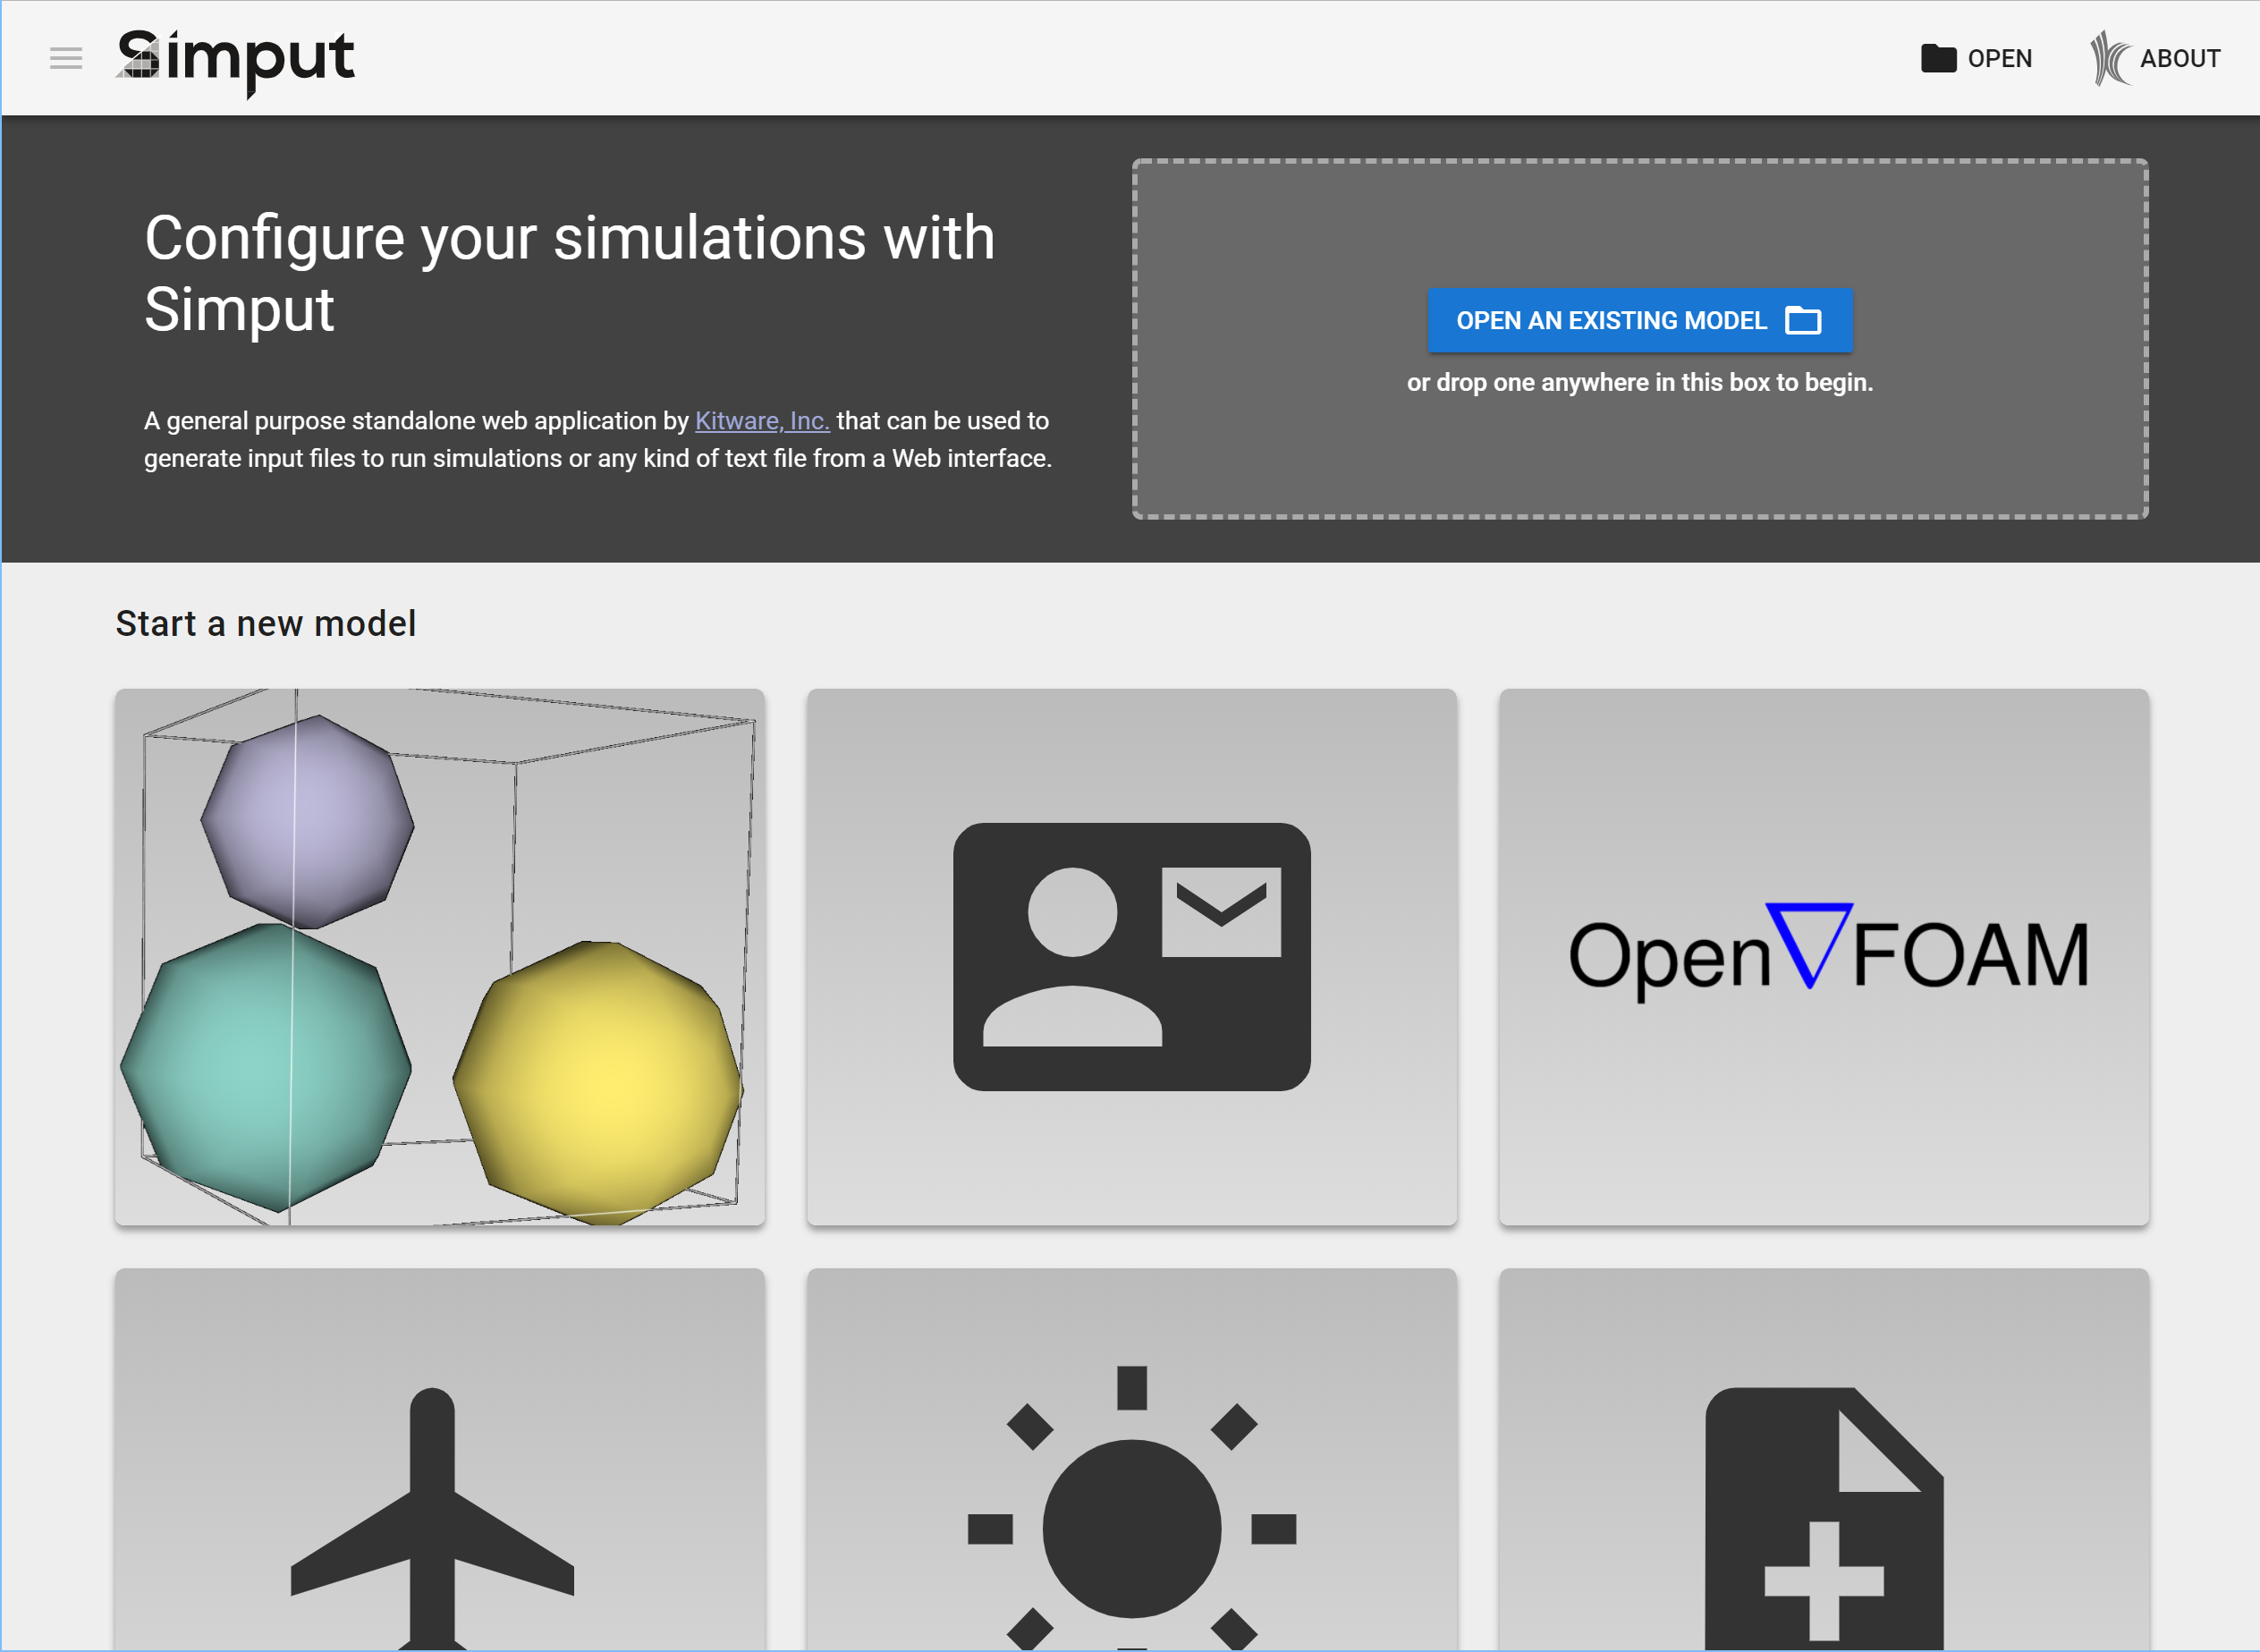 Simput
OPEN
ABOUT
Configure your simulations with
Simput
A general purpose standalone web application by Kitware, Inc. that can be used to
generate input files to run simulations or any kind of text file from a Web interface.
OPEN AN EXISTING MODEL
or drop one anywhere in this box to begin.
Start a new model
Open FOAM